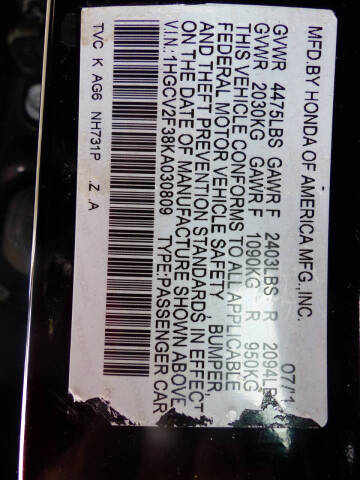 MFD.BY HONDA OF AMERICA MFG.,INC. 07/1
GVWR 4475LBS GAWR F 2403LBS R 2094LB
GVWR 2030KG GAWR F 1090KG R 950KG
THIS VEHICLE CONFORMS TO ALL APPLICABLE
FEDERAL MOTOR VEHICLE SAFETY BUMPER,
AND THEFT PREVENTION STANDARDS IN EFFECT
ON THE DATE OF MANUFACTURE SHOWN ABOVE.
V.I.N.:1HGCV2F38KA030809 TYPE:PASSENGER CAR
TVC K AG6 NH731P Z .A